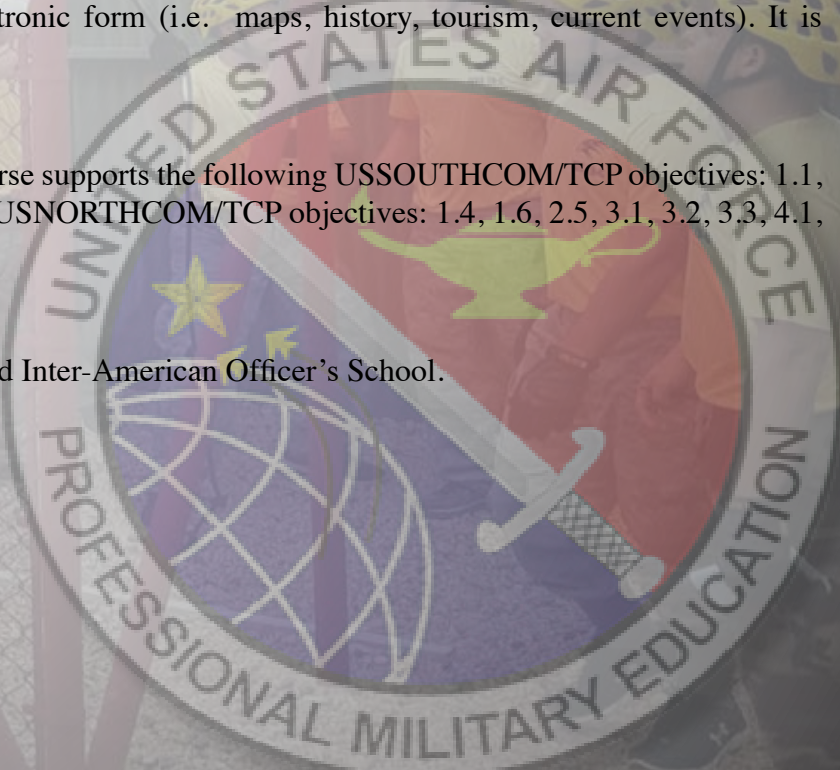 tronic form (i.e. maps, history, tourism, current events). It is
rse supports the following USSOUTHCOM/TCP objectives: 1.1,
USNORTHCOM/TCP objectives: 1.4, 1.6, 2.5, 3.1, 3.2, 3.3, 4.1,
d Inter-American Officer’s School.
UNITED STATES AIR FORCE
PROFESSIONAL MILITARY EDUCATION